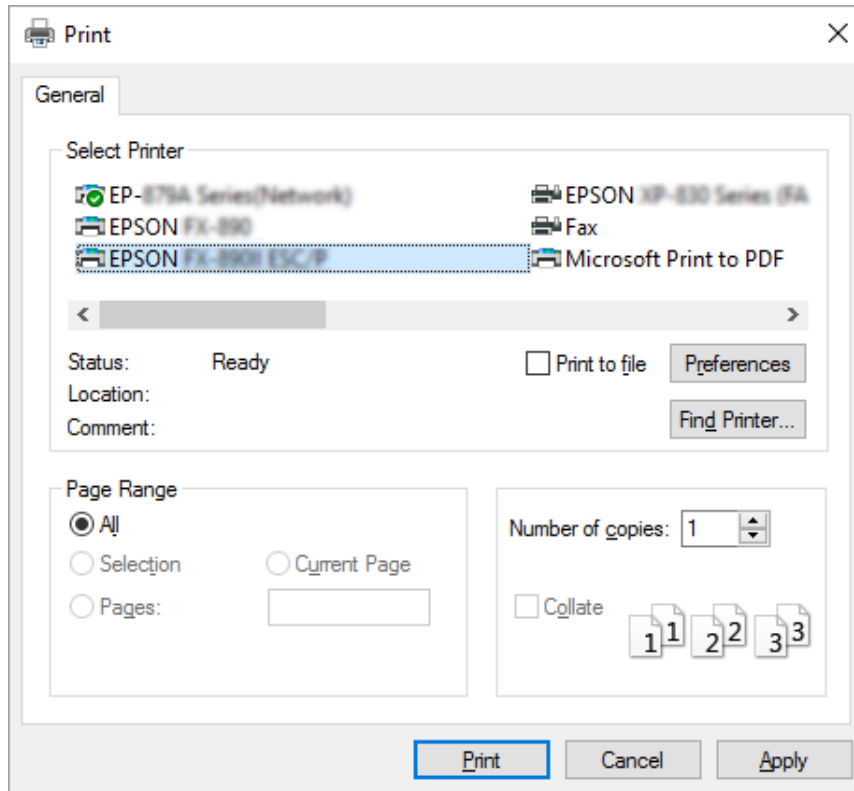 Print
General
Select Printer
EP-
EPSON
EPSON
EPSON
Fax
Microsoft Print to PDF
Status: Ready
Print to file
Preferences
Location:
Comment:
Find Printer...
Page Range
All
Selection
Current Page
Pages:
Number of copies: 1
Collate
1 1 2 2 3 3
Print
Cancel
Apply